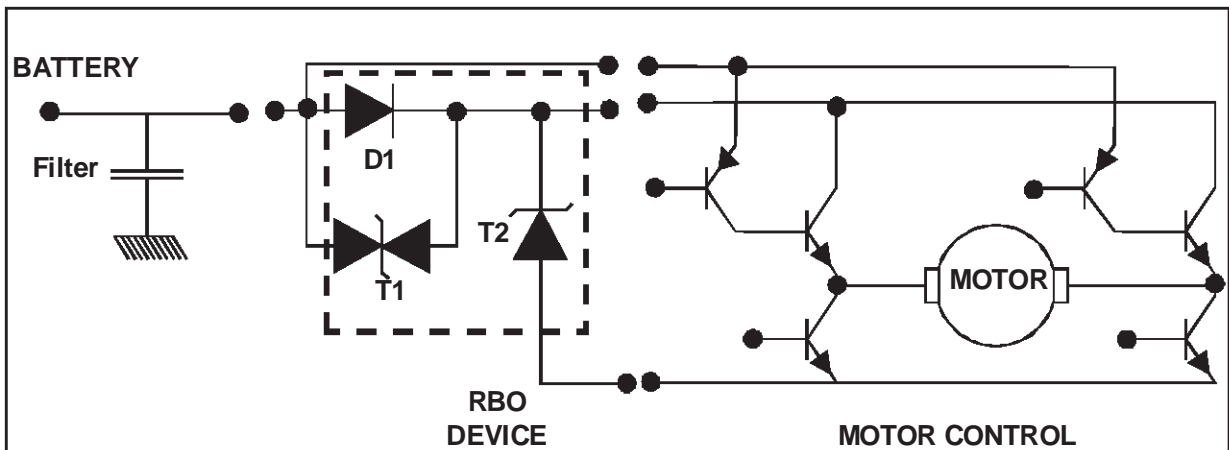 BATTERY
Filter
D1
T1
T2
MOTOR
RBO
DEVICE
MOTOR CONTROL